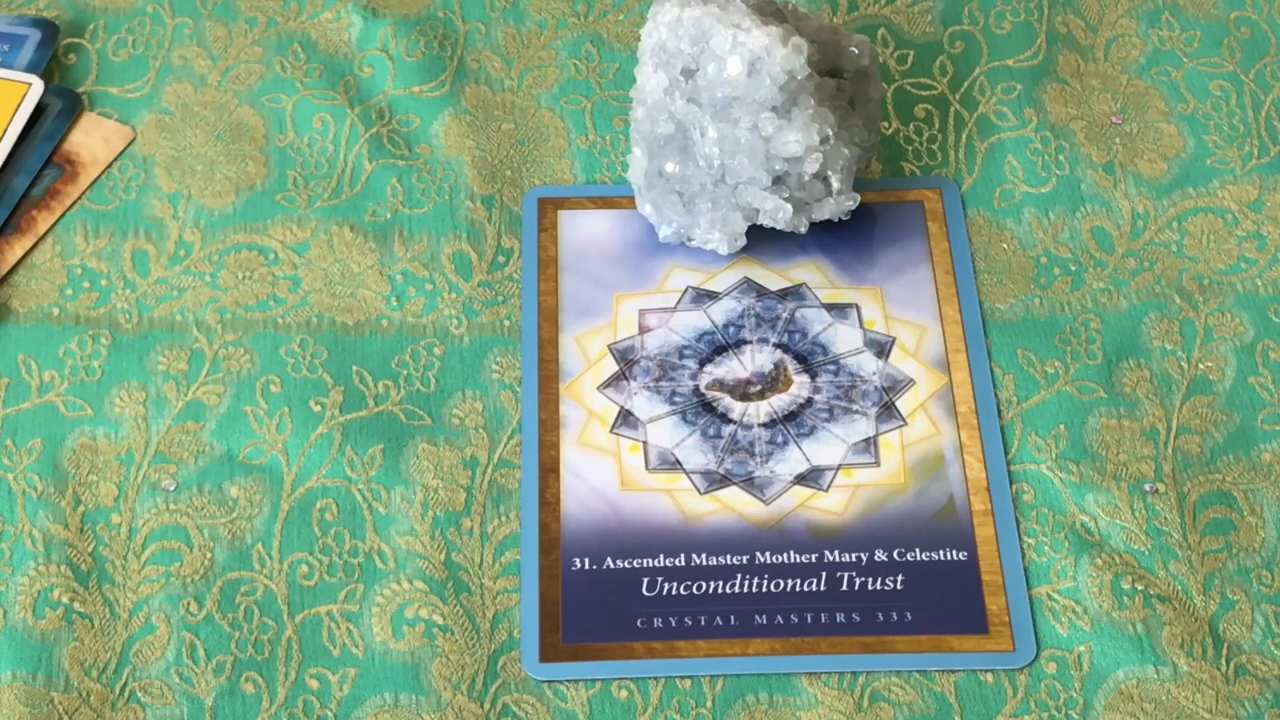 31. Ascended Master Mother Mary & Celestite
Unconditional Trust
CRYSTAL MASTERS 333